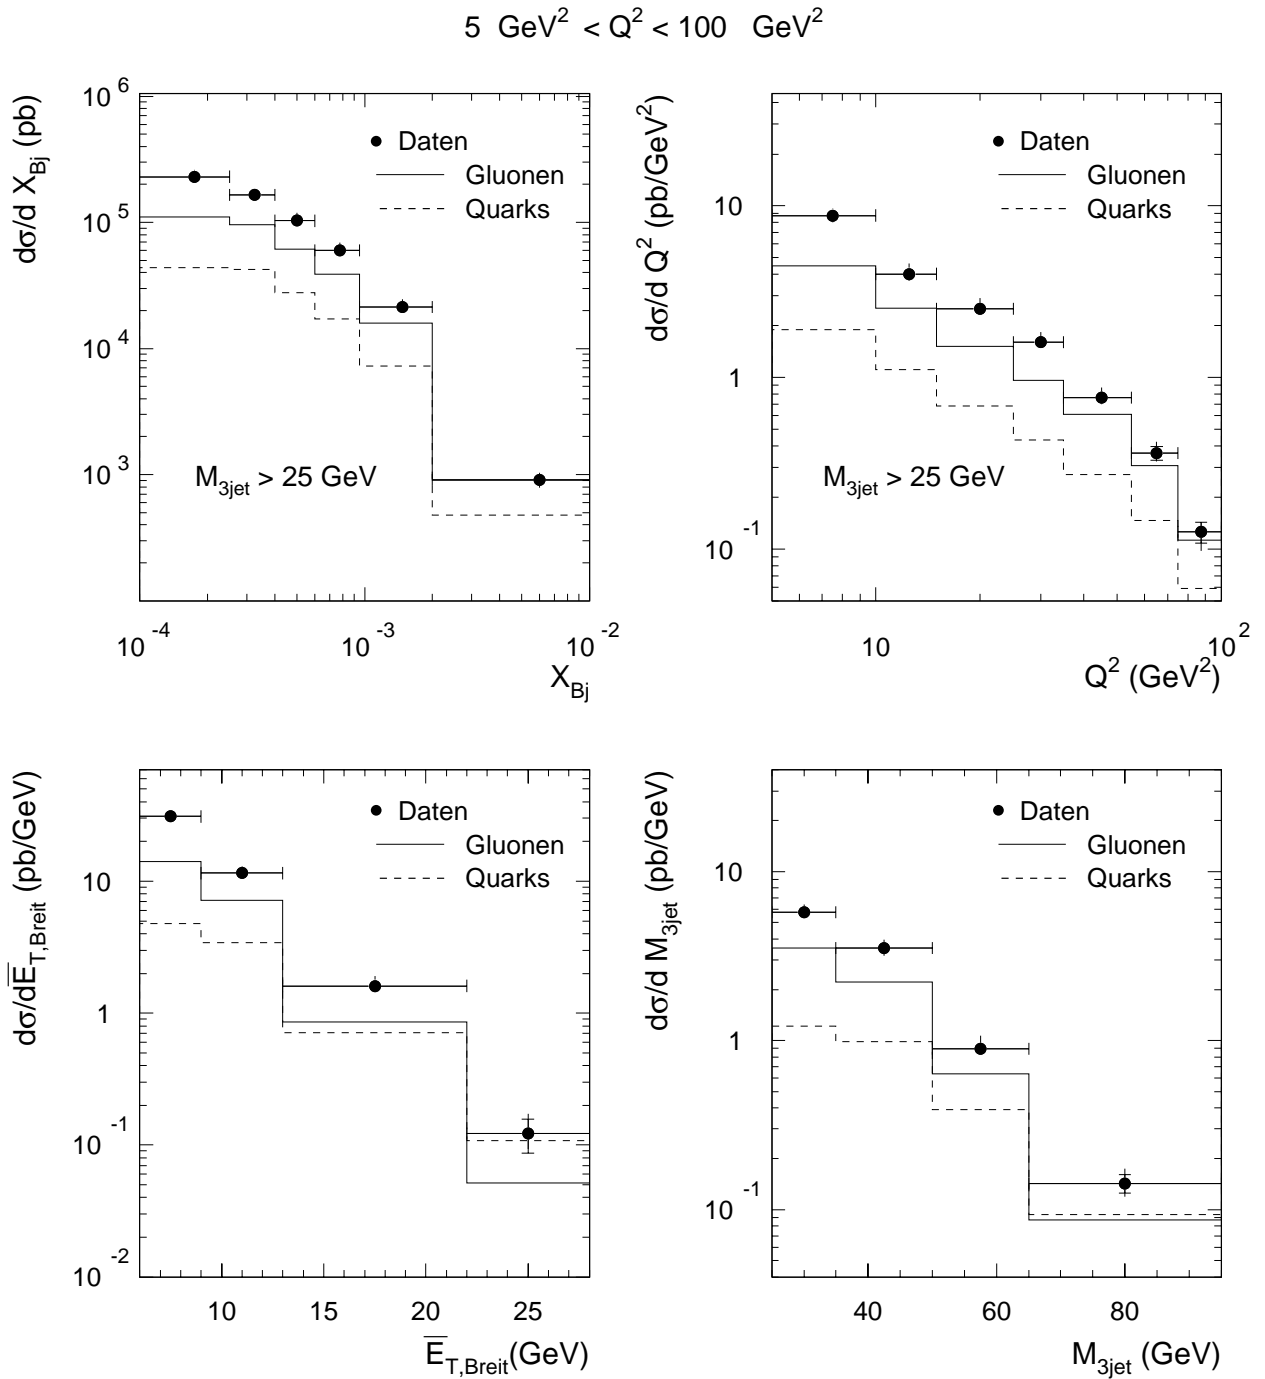 5 GeV² < Q² < 100 GeV²
dσ/d X_Bj (pb)
10⁶
10⁵
10⁴
10³
Daten
Gluonen
Quarks
M_3jet > 25 GeV
10⁻⁴ 10⁻³ 10⁻²
X_Bj
dσ/d Q² (pb/GeV²)
10
1
10⁻¹
Daten
Gluonen
Quarks
M_3jet > 25 GeV
10 10²
Q² (GeV²)
dσ/dE̅_T,Breit (pb/GeV)
10
1
10⁻¹
10⁻²
Daten
Gluonen
Quarks
10 15 20 25
E̅_T,Breit(GeV)
dσ/d M_3jet (pb/GeV)
10
1
10⁻¹
Daten
Gluonen
Quarks
40 60 80
M_3jet (GeV)